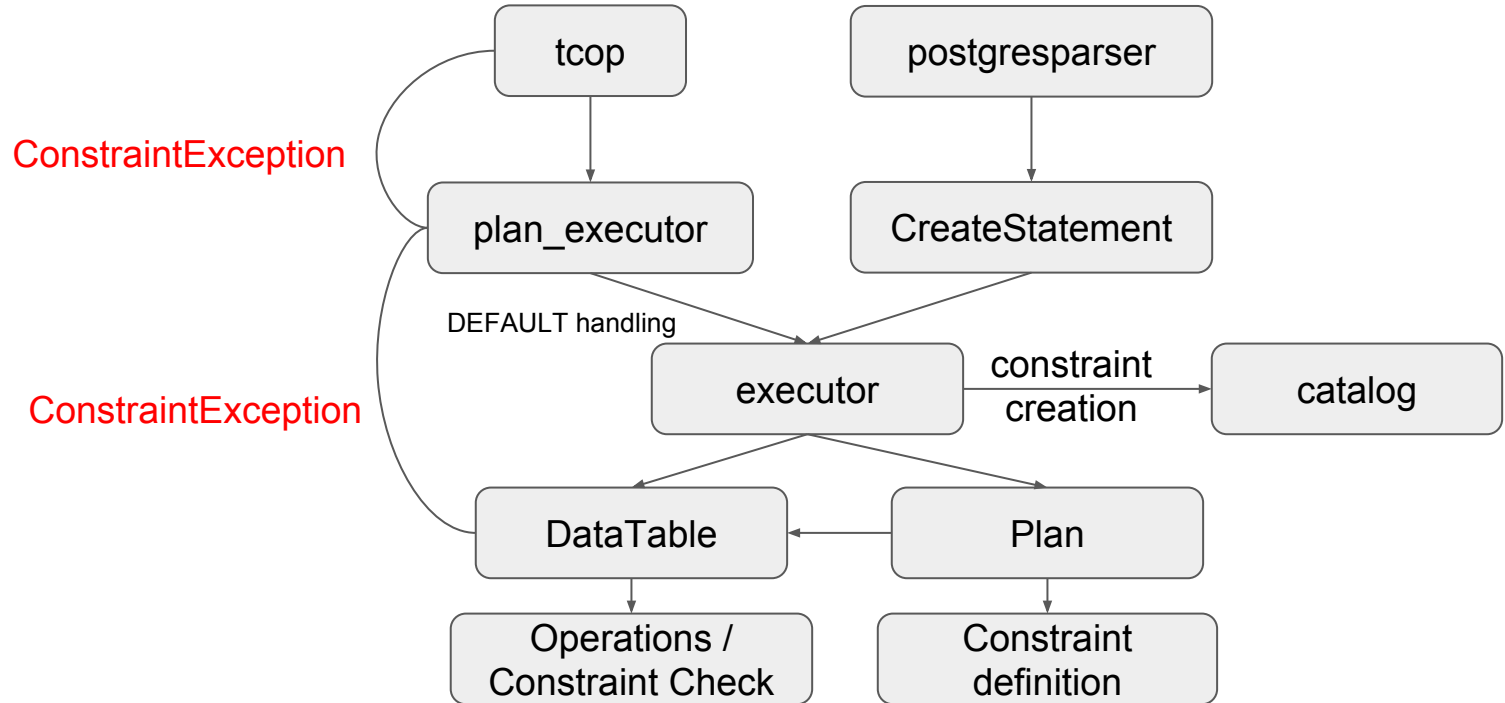 tcop
postgresparser
ConstraintException
plan_executor
CreateStatement
DEFAULT handling
executor
constraint
creation
catalog
ConstraintException
DataTable
Plan
Operations /
Constraint Check
Constraint
definition